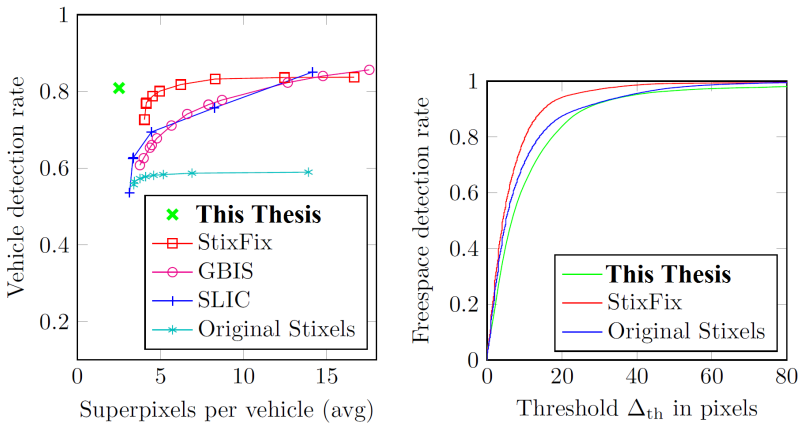 1
0.8
0.6
0.4
0.2
Vehicle detection rate
0
5
10
15
Superpixels per vehicle (avg)
This Thesis
StixFix
GBIS
SLIC
Original Stixels
1
0.8
0.6
0.4
0.2
0
Freespace detection rate
0
20
40
60
80
Threshold Δth in pixels
This Thesis
StixFix
Original Stixels